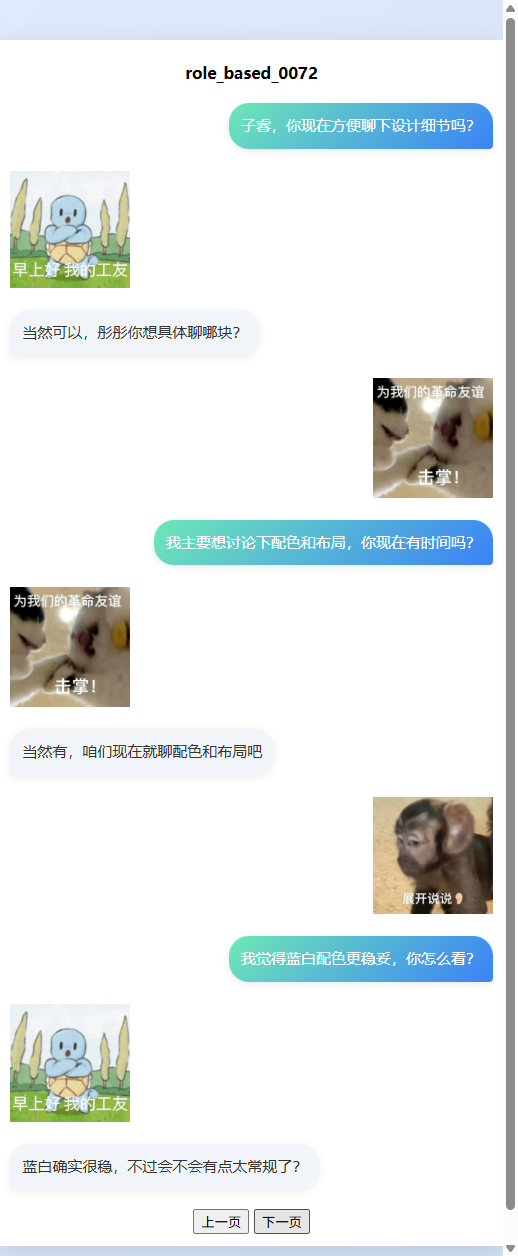 role_based_0072
子睿，你现在方便聊下设计细节吗？
早上好 我的工友
当然可以，彤彤你想具体聊哪块？
为我们的革命友谊
击掌！
我主要想讨论下配色和布局，你现在有时间吗？
为我们的革命友谊
击掌！
当然有，咱们现在就聊配色和布局吧
展开说说👂
我觉得蓝白配色更稳妥，你怎么看？
早上好 我的工友
蓝白确实很稳，不过会不会有点太常规了？
上一页 下一页